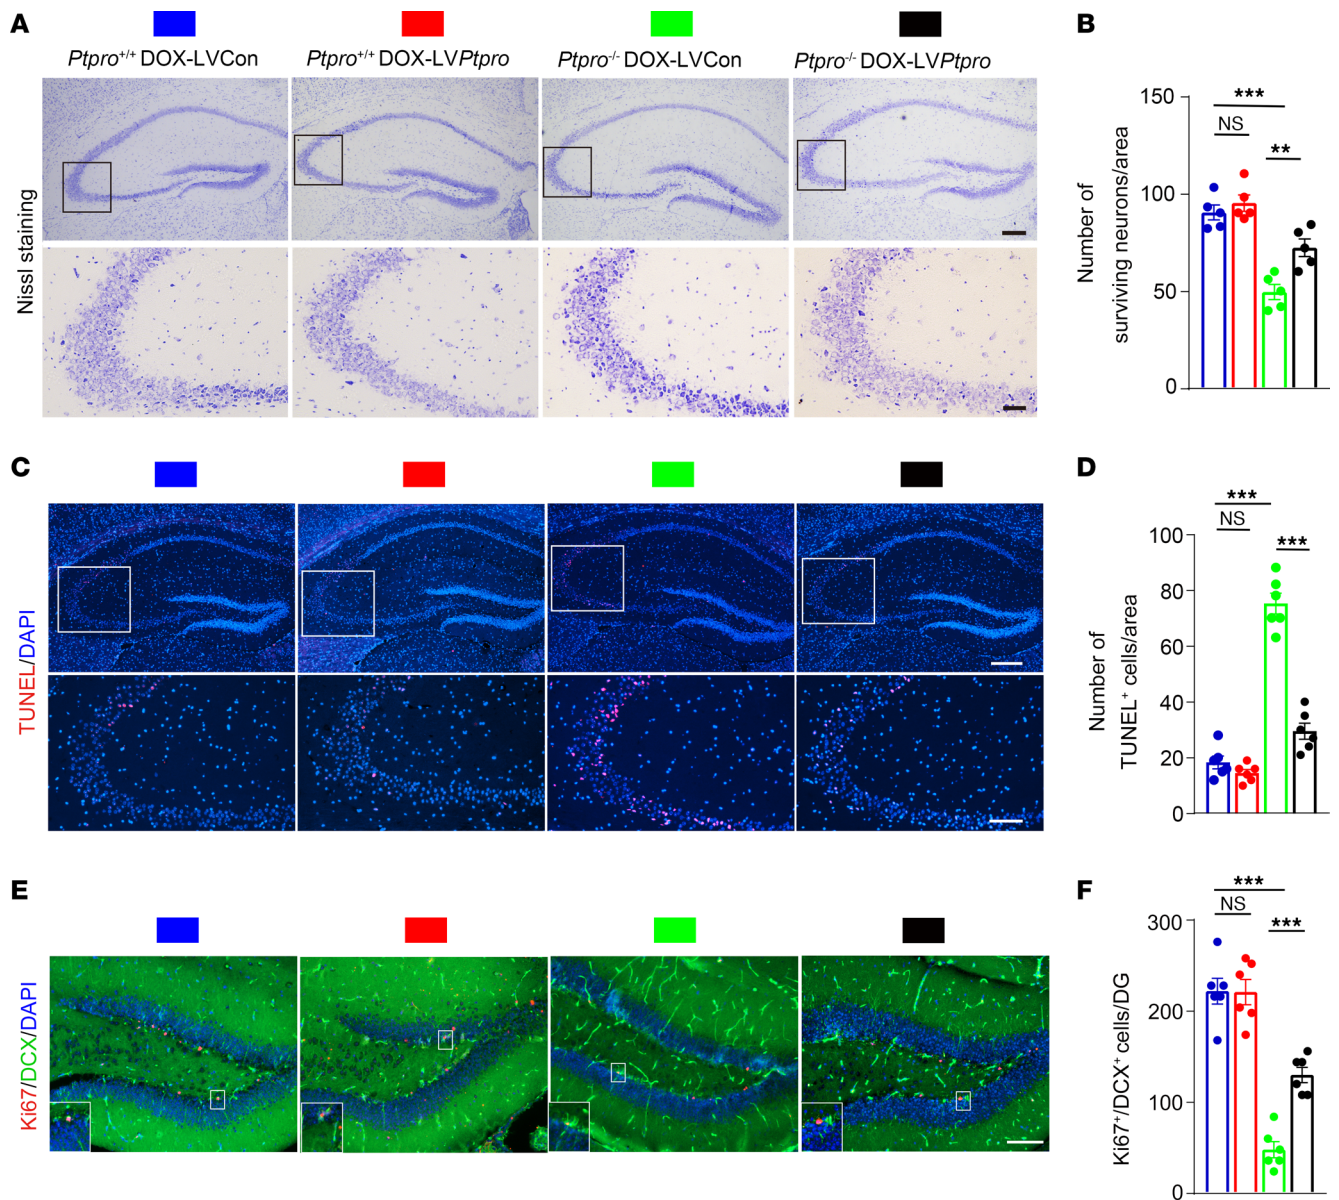 A
Ptpro+/+ DOX-LVCon
Ptpro+/+ DOX-LVPtpro
Ptpro-/- DOX-LVCon
Ptpro-/- DOX-LVPtpro
Nissl staining
B
Number of
surviving neurons/area
150
100
50
0
***
NS
**
C
TUNEL/DAPI
D
Number of
TUNEL+ cells/area
100
80
60
40
20
0
***
NS
***
E
Ki67/DCX/DAPI
F
Ki67+/DCX+ cells/DG
300
200
100
0
***
NS
***